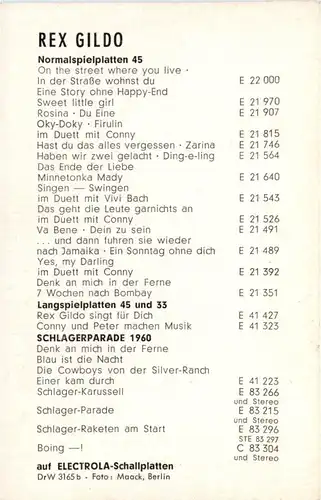 REX GILDO
Normalspielplatten 45
On the street where you live ·
In der Straße wohnst du E 22 000
Eine Story ohne Happy-End
Sweet little girl E 21 970
Rosina · Du Eine E 21 907
Oky-Doky · Firulin
im Duett mit Conny E 21 815
Hast du das alles vergessen · Zarina E 21 746
Haben wir zwei gelacht · Ding-e-ling E 21 564
Das Ende der Liebe
Minnetonka Mady E 21 640
Singen — Swingen
im Duett mit Vivi Bach E 21 543
Das geht die Leute garnichts an
im Duett mit Conny E 21 526
Va Bene · Dein zu sein E 21 491
... und dann fuhren sie wieder
nach Jamaika · Ein Sonntag ohne dich E 21 489
Yes, my Darling
im Duett mit Conny E 21 392
Denk an mich in der Ferne
7 Wochen nach Bombay E 21 351
Langspielplatten 45 und 33
Rex Gildo singt für Dich E 41 427
Conny und Peter machen Musik E 41 323
SCHLAGERPARADE 1960
Denk an mich in der Ferne
Blau ist die Nacht
Die Cowboys von der Silver-Ranch
Einer kam durch E 41 223
Schlager-Karussell E 83 266
und Stereo
Schlager-Parade E 83 215
und Stereo
Schlager-Raketen am Start E 83 296
STE 83 297
Boing —! C 83 304
und Stereo
auf ELECTROLA-Schallplatten
DrW 3165 b · Foto: Maack, Berlin